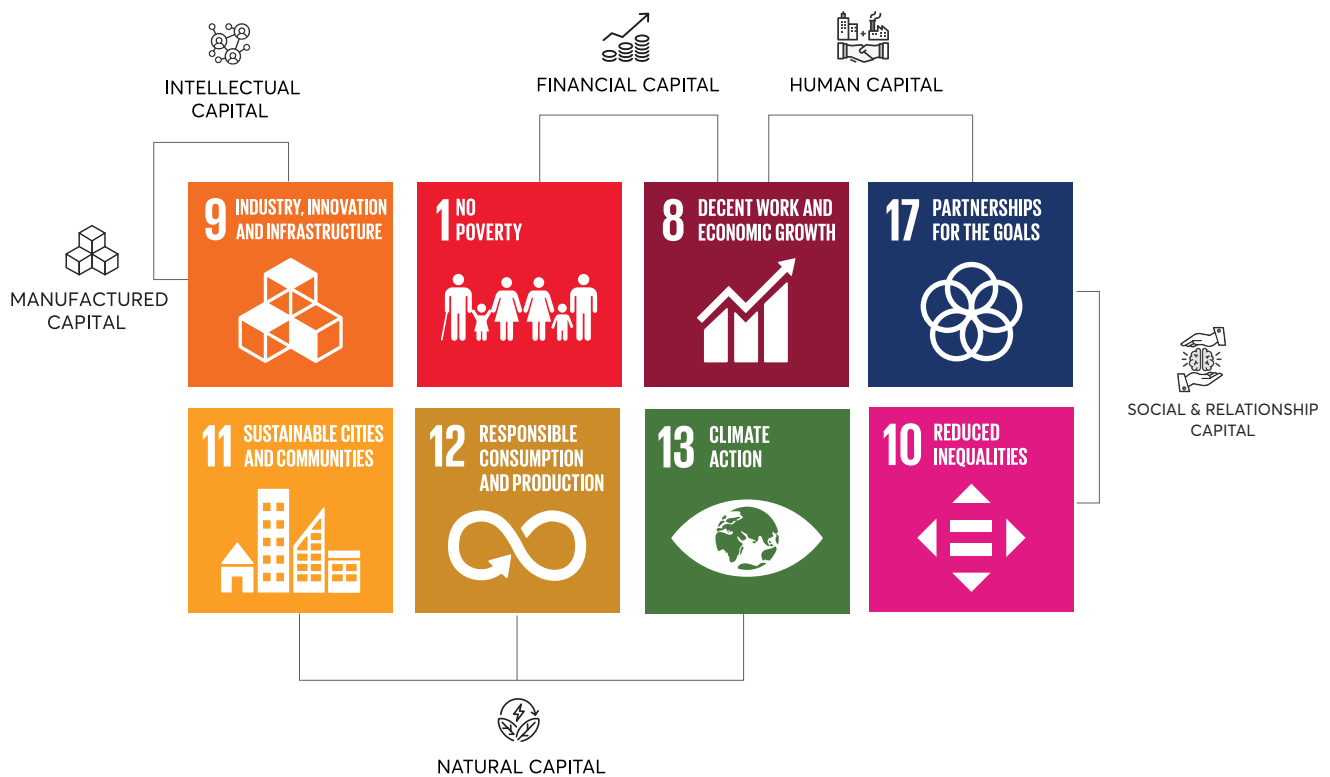 INTELLECTUAL
CAPITAL
FINANCIAL CAPITAL
HUMAN CAPITAL
MANUFACTURED
CAPITAL
9 INDUSTRY, INNOVATION
AND INFRASTRUCTURE
1 NO
POVERTY
8 DECENT WORK AND
ECONOMIC GROWTH
17 PARTNERSHIPS
FOR THE GOALS
SOCIAL & RELATIONSHIP
CAPITAL
11 SUSTAINABLE CITIES
AND COMMUNITIES
12 RESPONSIBLE
CONSUMPTION
AND PRODUCTION
13 CLIMATE
ACTION
10 REDUCED
INEQUALITIES
NATURAL CAPITAL